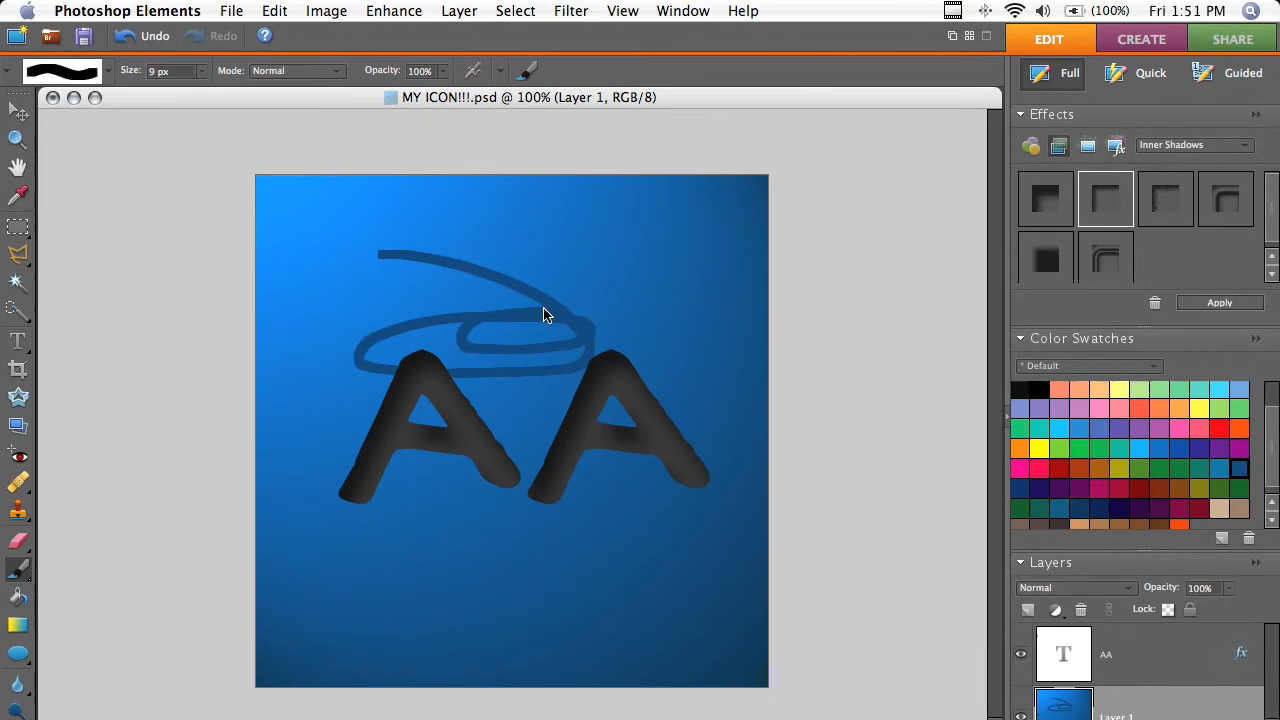 Photoshop Elements File Edit Image Enhance Layer Select Filter View Window Help (100%) Fri 1:51 PM
Br Undo Redo ? EDIT CREATE SHARE
Size: 9 px Mode: Normal Opacity: 100% Full Quick Guided
MY ICON!!!.psd @ 100% (Layer 1, RGB/8)
Effects
Inner Shadows
Apply
Color Swatches
* Default
AA
Layers
Normal Opacity: 100%
Lock:
T AA fx
Layer 1